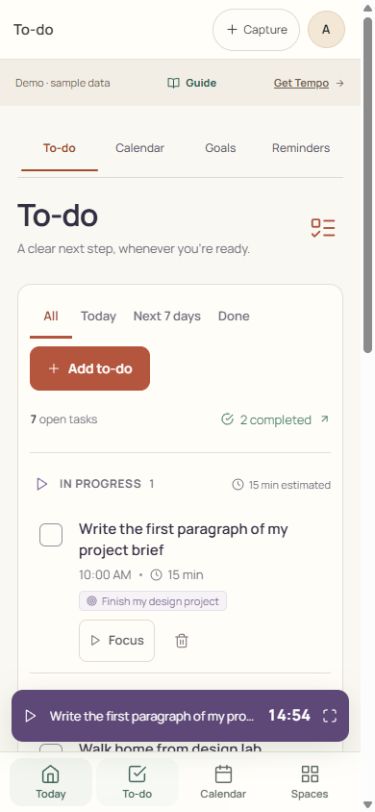 To-do
+ Capture
A
Demo · sample data
Guide
Get Tempo →
To-do
Calendar
Goals
Reminders
To-do
A clear next step, whenever you're ready.
All
Today
Next 7 days
Done
+ Add to-do
7 open tasks
2 completed ↗
IN PROGRESS 1
15 min estimated
Write the first paragraph of my
project brief
10:00 AM • 15 min
Finish my design project
Focus
Write the first paragraph of my pro...
14:54
Walk home from design lab
Today
To-do
Calendar
Spaces